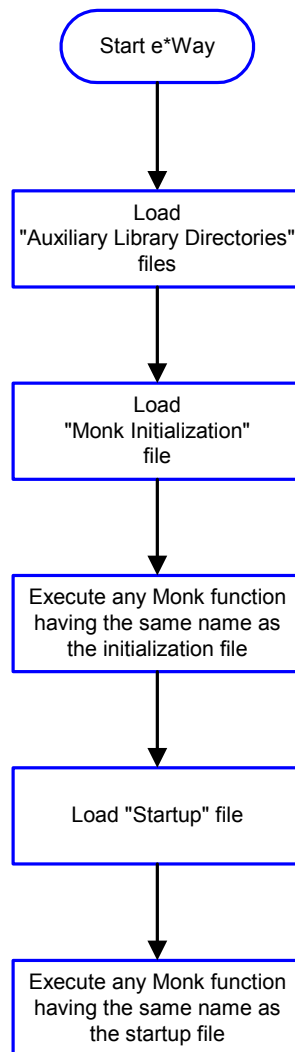 Start e*Way
Load
"Auxiliary Library Directories"
files
Load
"Monk Initialization"
file
Execute any Monk function
having the same name as
the initialization file
Load "Startup" file
Execute any Monk function
having the same name as
the startup file